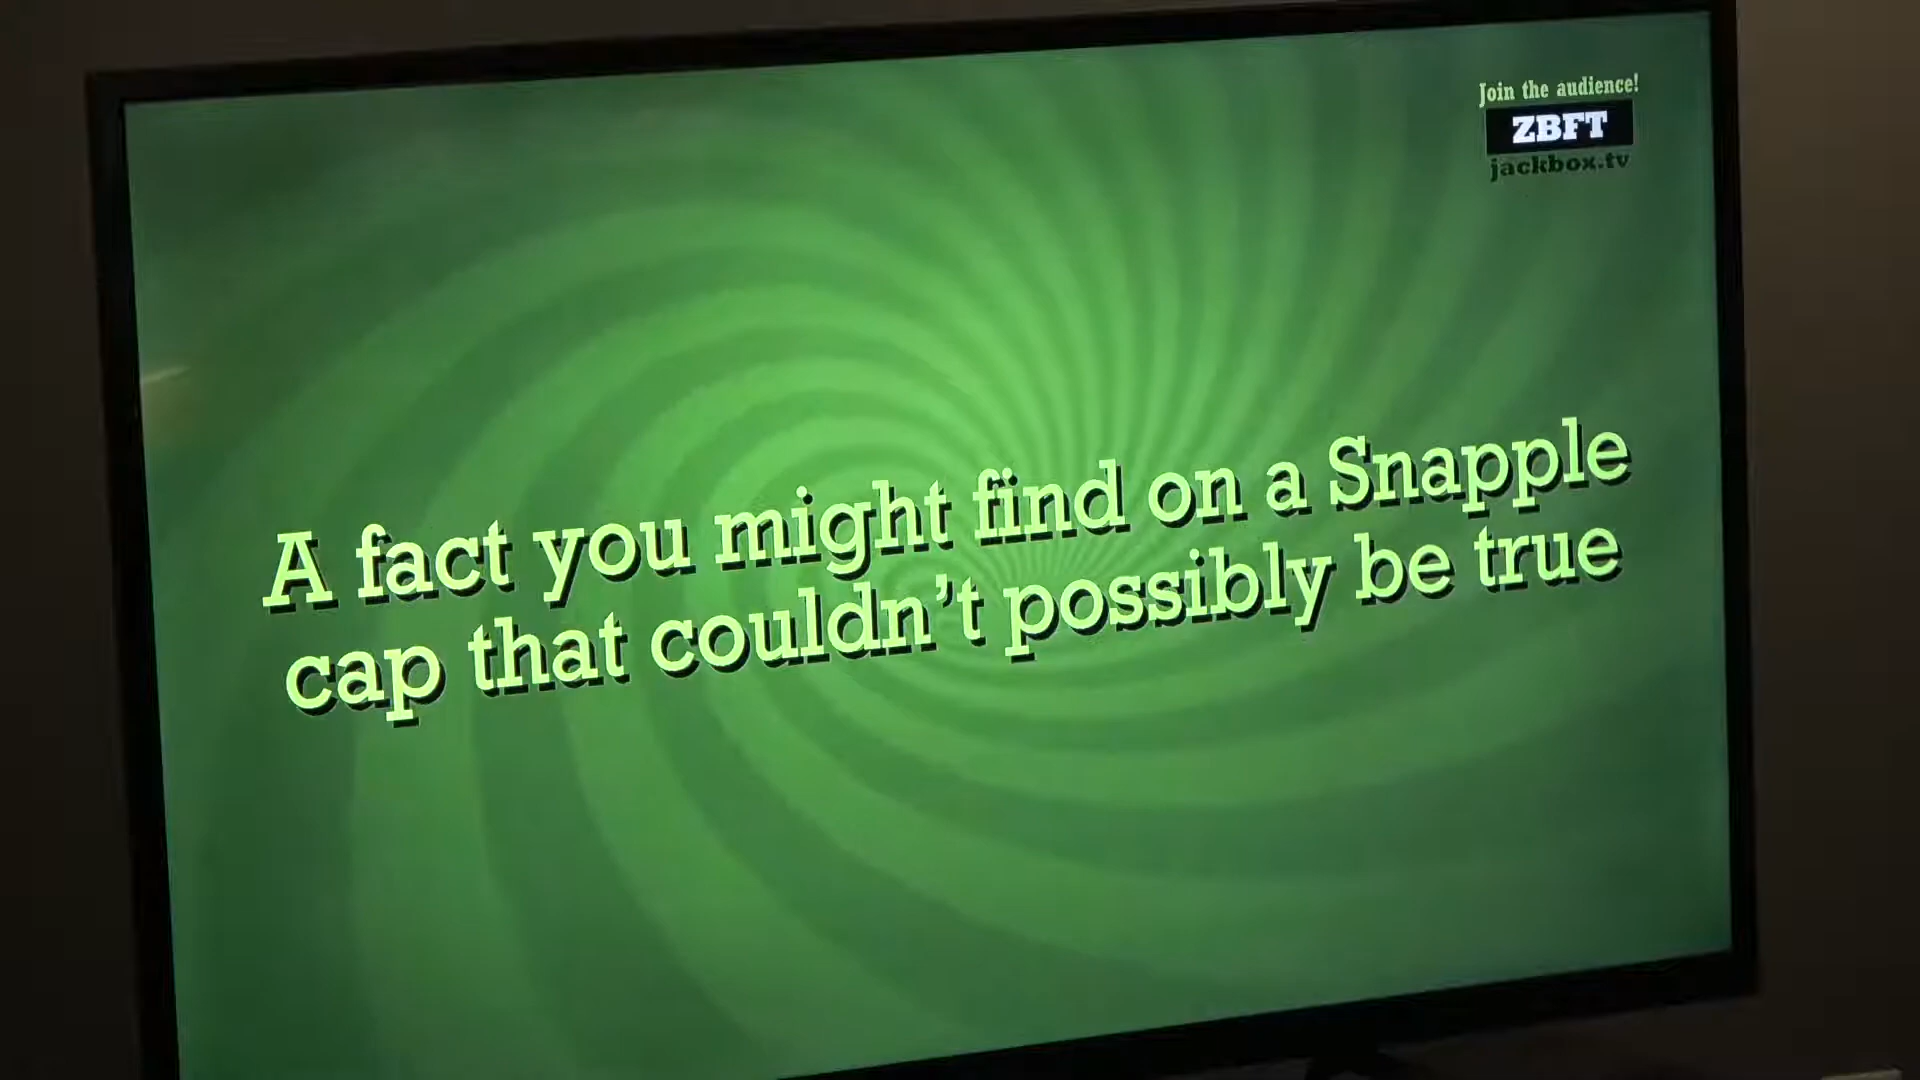 Join the audience!
ZBFT
jackbox.tv
A fact you might find on a Snapple
cap that couldn't possibly be true